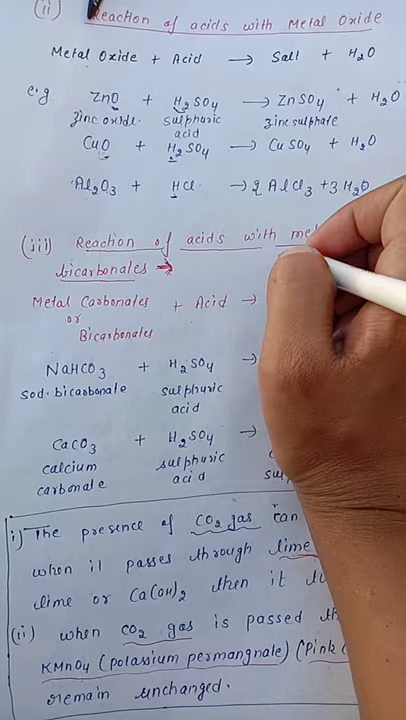 (ii) Reaction of acids with Metal Oxide
Metal Oxide + Acid → Salt + H2O
e.g ZnO + H2SO4 → ZnSO4 + H2O
zinc oxide sulphuric zinc sulphate
acid
CuO + H2SO4 → CuSO4 + H2O
Al2O3 + HCl → 2 AlCl3 + 3H2O
(iii) Reaction of acids with
bicarbonates →
Metal Carbonates + Acid →
or
Bicarbonates
NaHCO3 + H2SO4 →
sod. bicarbonate sulphuric
acid
CaCO3 + H2SO4 →
calcium sulphuric
carbonate acid
i) The presence of CO2 gas can
when it passes through lime
lime or Ca(OH)2 then it
(ii) when CO2 gas is passed
KMnO4 (potassium permangnate) (Pink
remain unchanged.